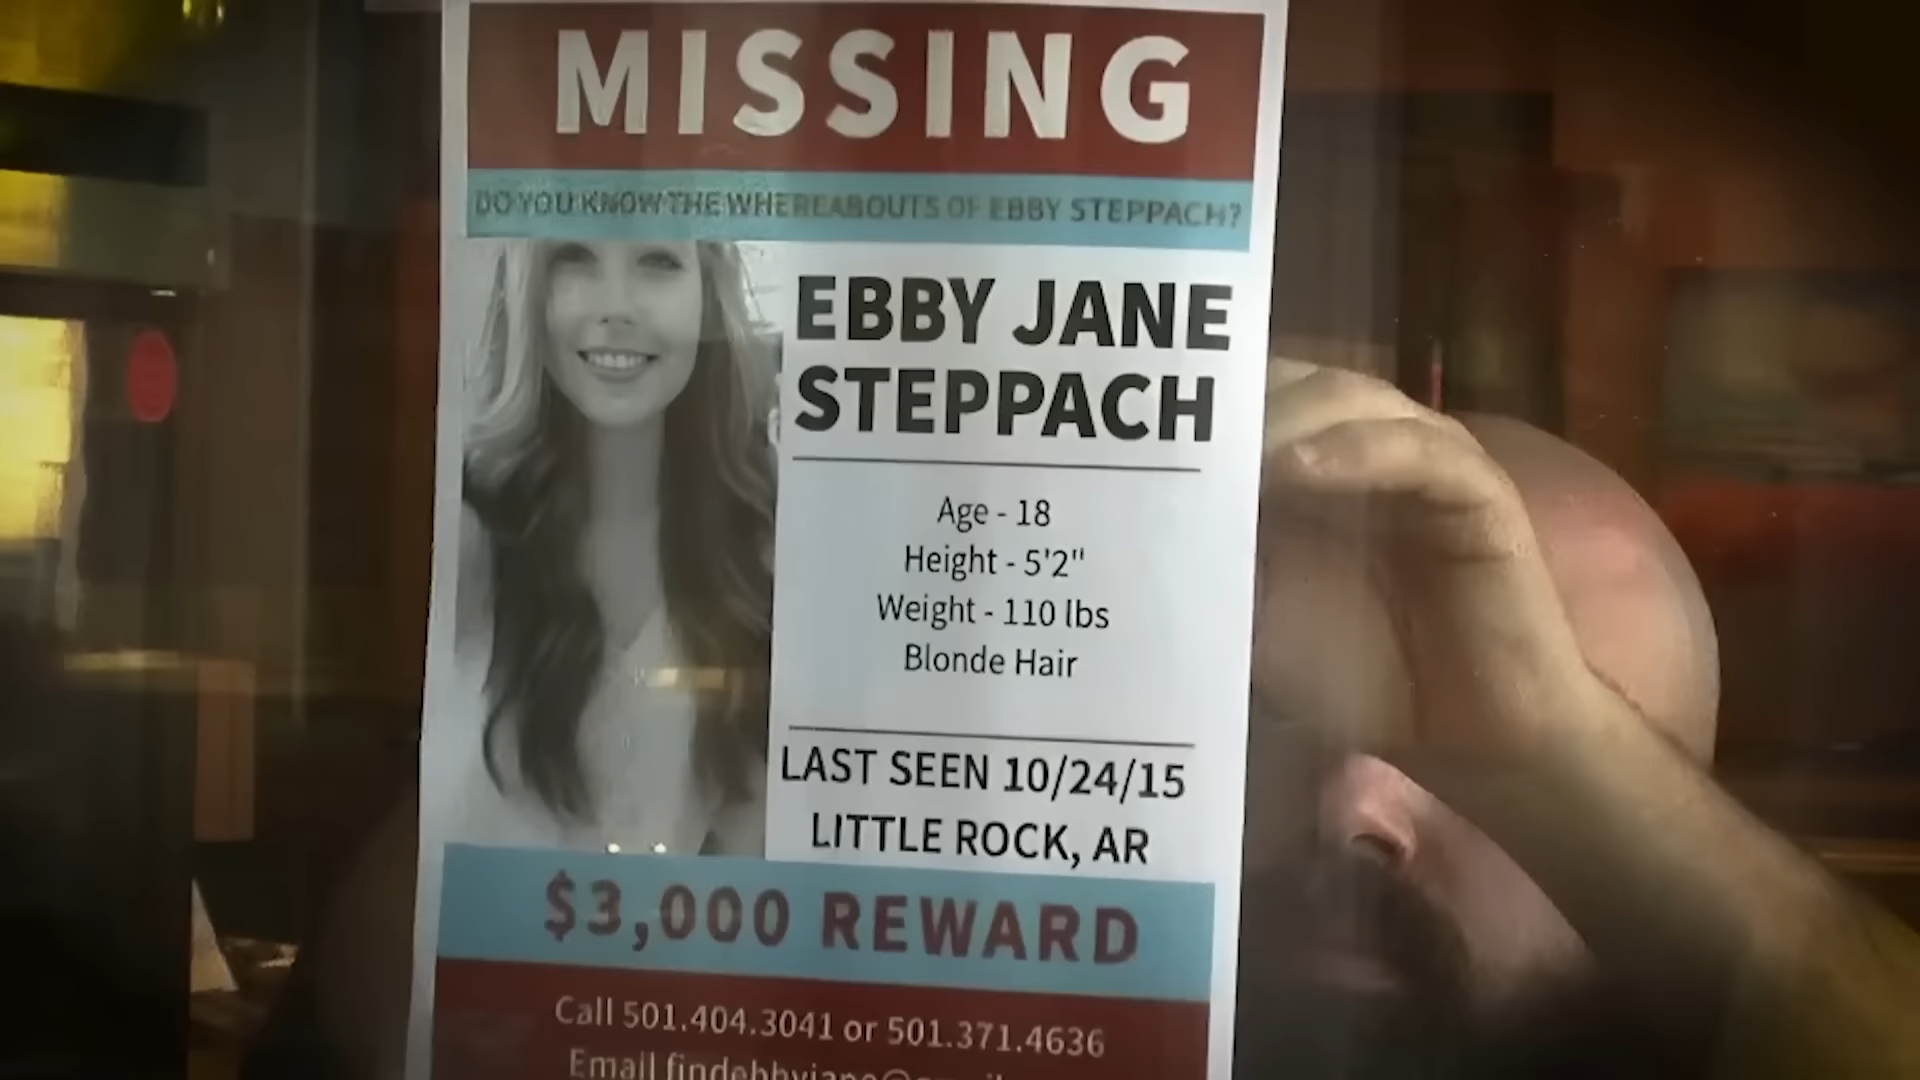 MISSING
DO YOU KNOW THE WHEREABOUTS OF EBBY STEPPACH?
EBBY JANE
STEPPACH
Age - 18
Height - 5'2"
Weight - 110 lbs
Blonde Hair
LAST SEEN 10/24/15
LITTLE ROCK, AR
$3,000 REWARD
Call 501.404.3041 or 501.371.4636
Email